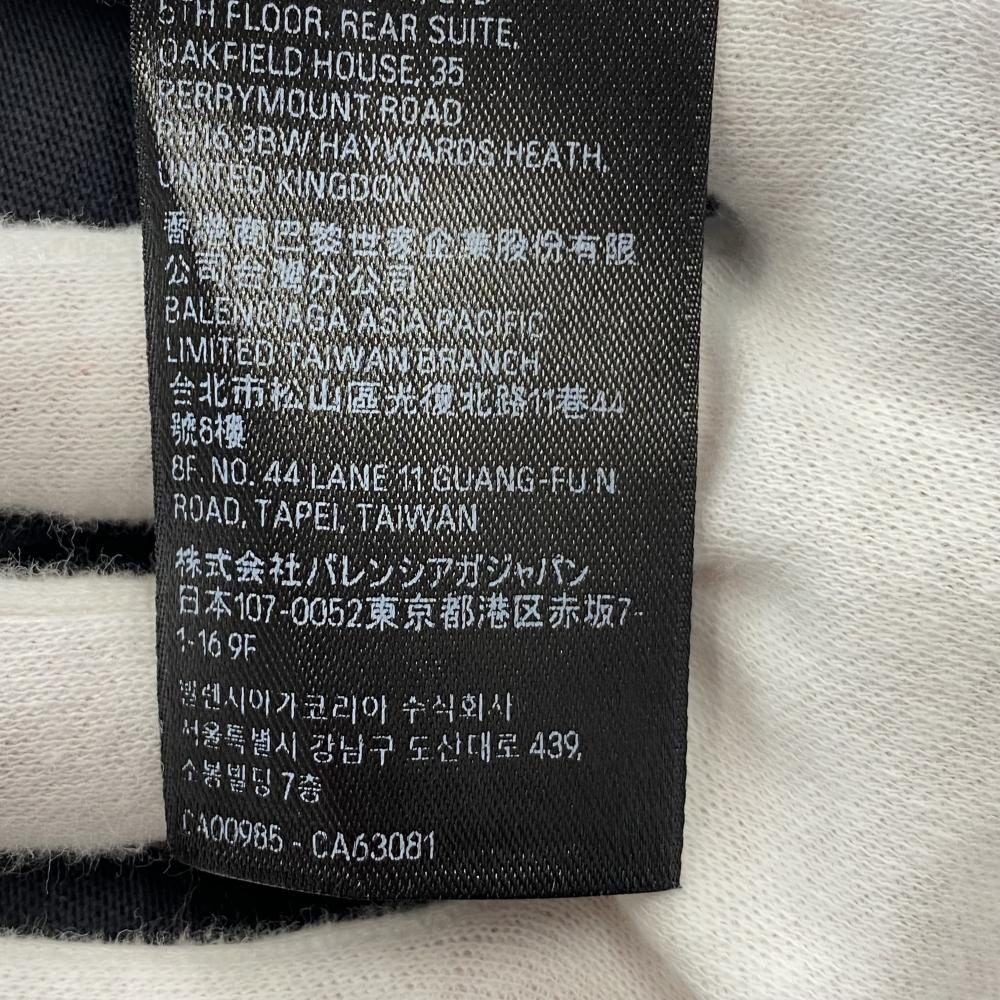 5TH FLOOR, REAR SUITE,
OAKFIELD HOUSE, 35
PERRYMOUNT ROAD
RH16 3BW HAYWARDS HEATH,
UNITED KINGDOM
香港商巴黎世家企業股份有限
公司台灣分公司
BALENCIAGA ASIA PACIFIC
LIMITED TAIWAN BRANCH
台北市松山區光復北路11巷44
號8樓
8F. NO. 44 LANE 11 GUANG-FU N
ROAD, TAPEI, TAIWAN
株式会社バレンシアガジャパン
日本107-0052東京都港区赤坂7-
1-16 9F
발렌시아가코리아 수식회사
서울특별시 강남구 도산대로 439,
소봉빌딩 7층
CA00985 - CA63081